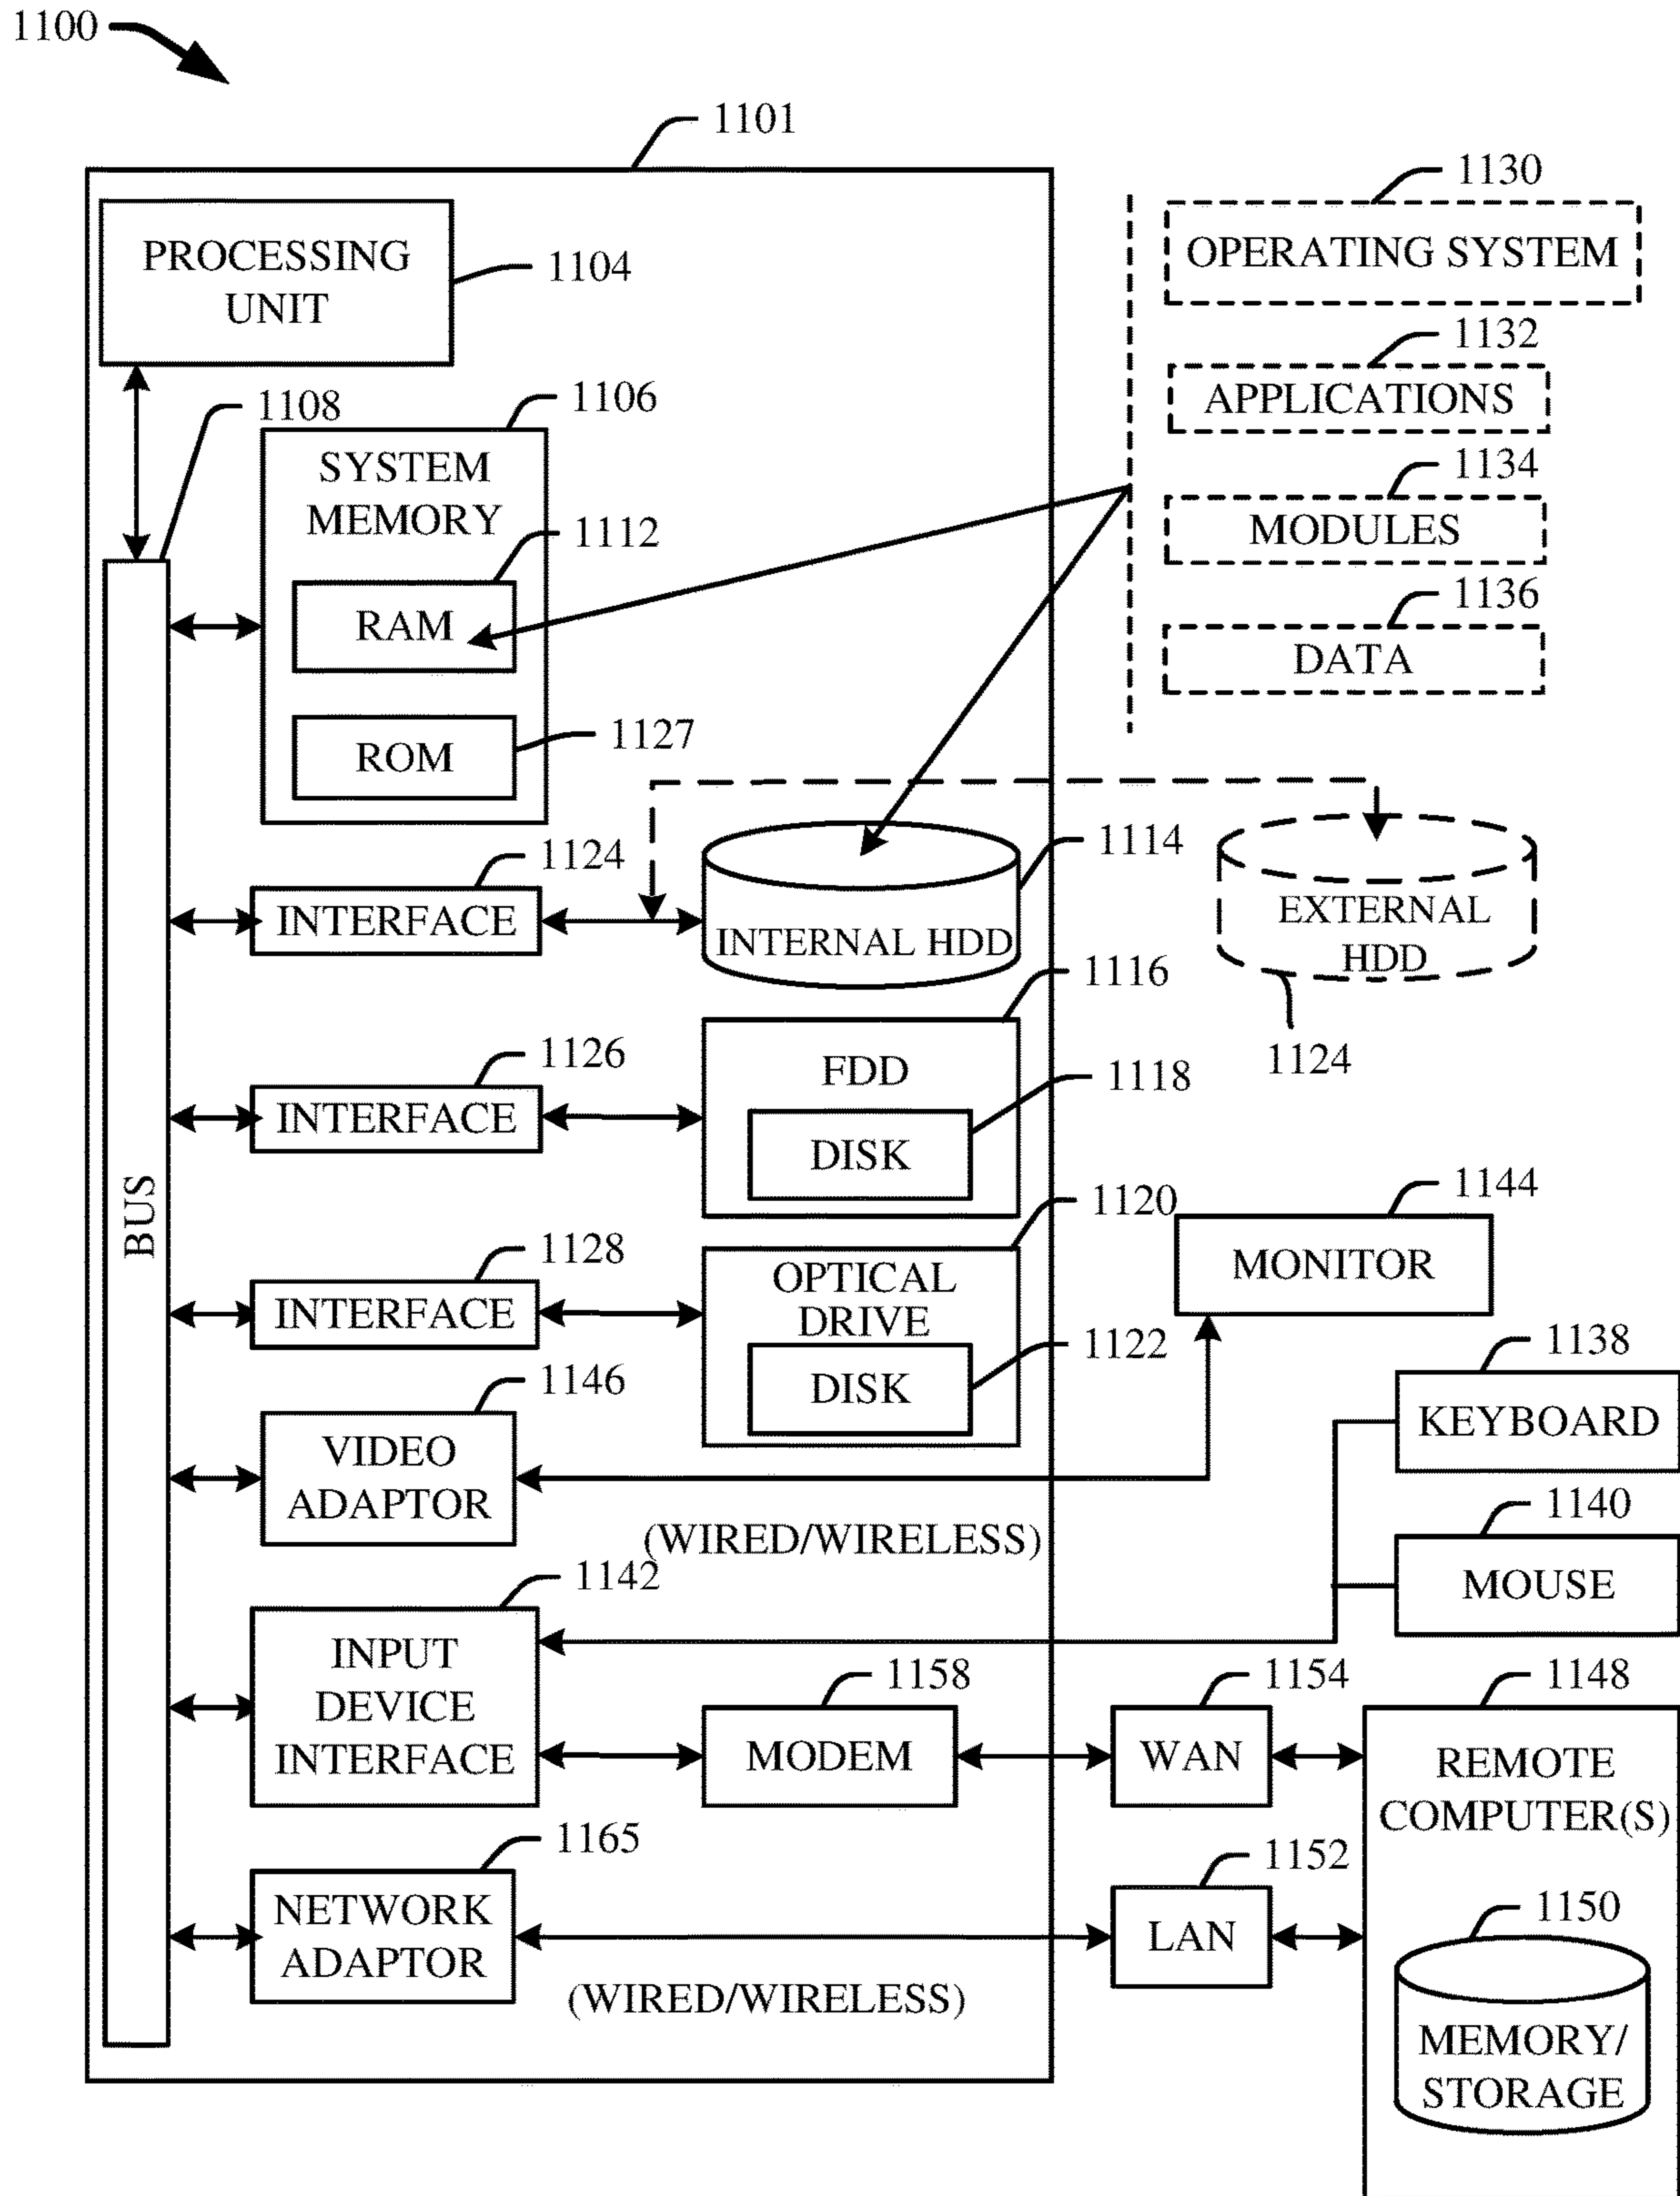 1100
1101
1130
PROCESSING
UNIT
1104
OPERATING SYSTEM
1132
APPLICATIONS
1108
1106
SYSTEM
MEMORY
1134
MODULES
1112
RAM
1136
DATA
1127
ROM
1124
INTERFACE
1114
INTERNAL HDD
EXTERNAL
HDD
1124
1116
1126
INTERFACE
FDD
1118
DISK
BUS
1120
1144
MONITOR
1128
INTERFACE
OPTICAL
DRIVE
1122
DISK
1138
KEYBOARD
1146
VIDEO
ADAPTOR
1140
MOUSE
(WIRED/WIRELESS)
1142
INPUT
DEVICE
INTERFACE
1158
MODEM
1154
WAN
1148
REMOTE
COMPUTER(S)
1165
NETWORK
ADAPTOR
1152
LAN
1150
MEMORY/
STORAGE
(WIRED/WIRELESS)